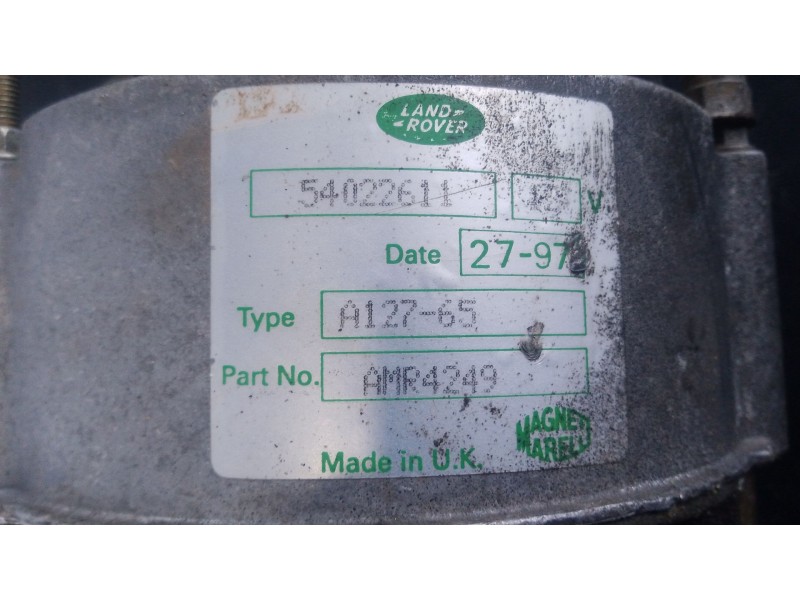 LAND
ROVER
54022611 V
Date 27-97
Type A127-65
Part No. AMR4249
MAGNETI
MARELLI
Made in U.K.